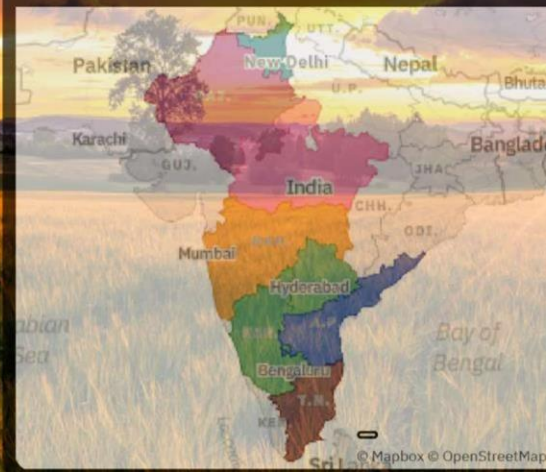 PUN.
UTT.
Pakistan
New Delhi
Nepal
U.P.
Bhuta
Karachi
GUJ.
Banglade
JHA.
India
CHH.
ODI.
Mumbai
Hyderabad
A.P.
abian
Sea
Bay of
Bengal
Bengaluru
T.N.
KER.
Sri Lanka
© Mapbox © OpenStreetMap